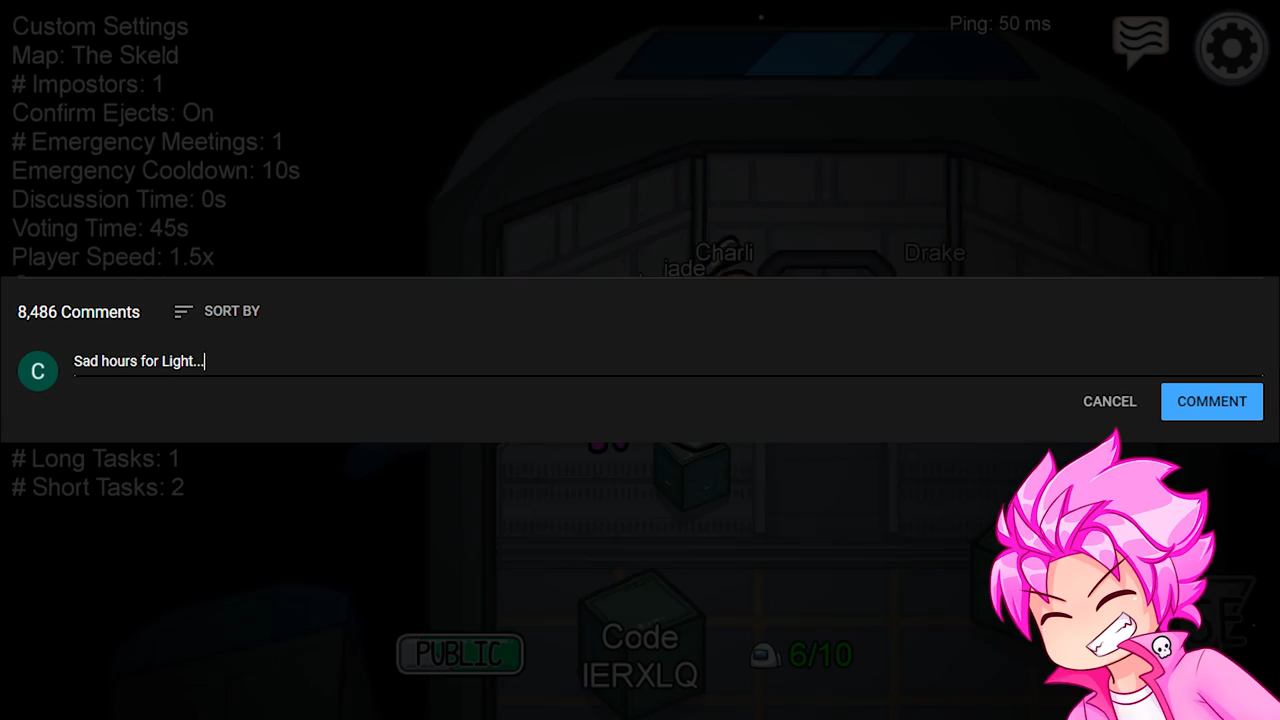 Custom Settings
Ping: 50 ms
Map: The Skeld
# Impostors: 1
Confirm Ejects: On
# Emergency Meetings: 1
Emergency Cooldown: 10s
Discussion Time: 0s
Voting Time: 45s
Player Speed: 1.5x
Charli
Drake
jade
8,486 Comments
SORT BY
C
Sad hours for Light...
CANCEL
COMMENT
# Long Tasks: 1
# Short Tasks: 2
PUBLIC
Code
IERXLQ
6/10